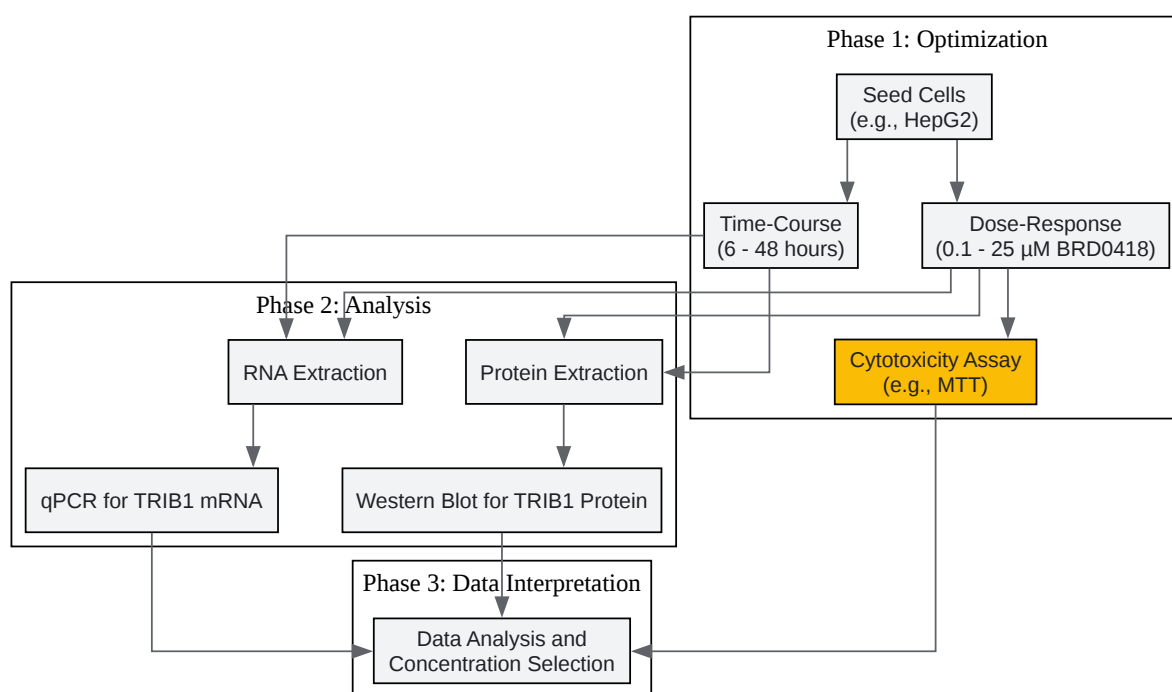 Phase 1: Optimization
Seed Cells
(e.g., HepG2)
Time-Course
(6 - 48 hours)
Dose-Response
(0.1 - 25 µM BRD0418)
Cytotoxicity Assay
(e.g., MTT)
Phase 2: Analysis
RNA Extraction
Protein Extraction
qPCR for TRIB1 mRNA
Western Blot for TRIB1 Protein
Phase 3: Data Interpretation
Data Analysis and
Concentration Selection